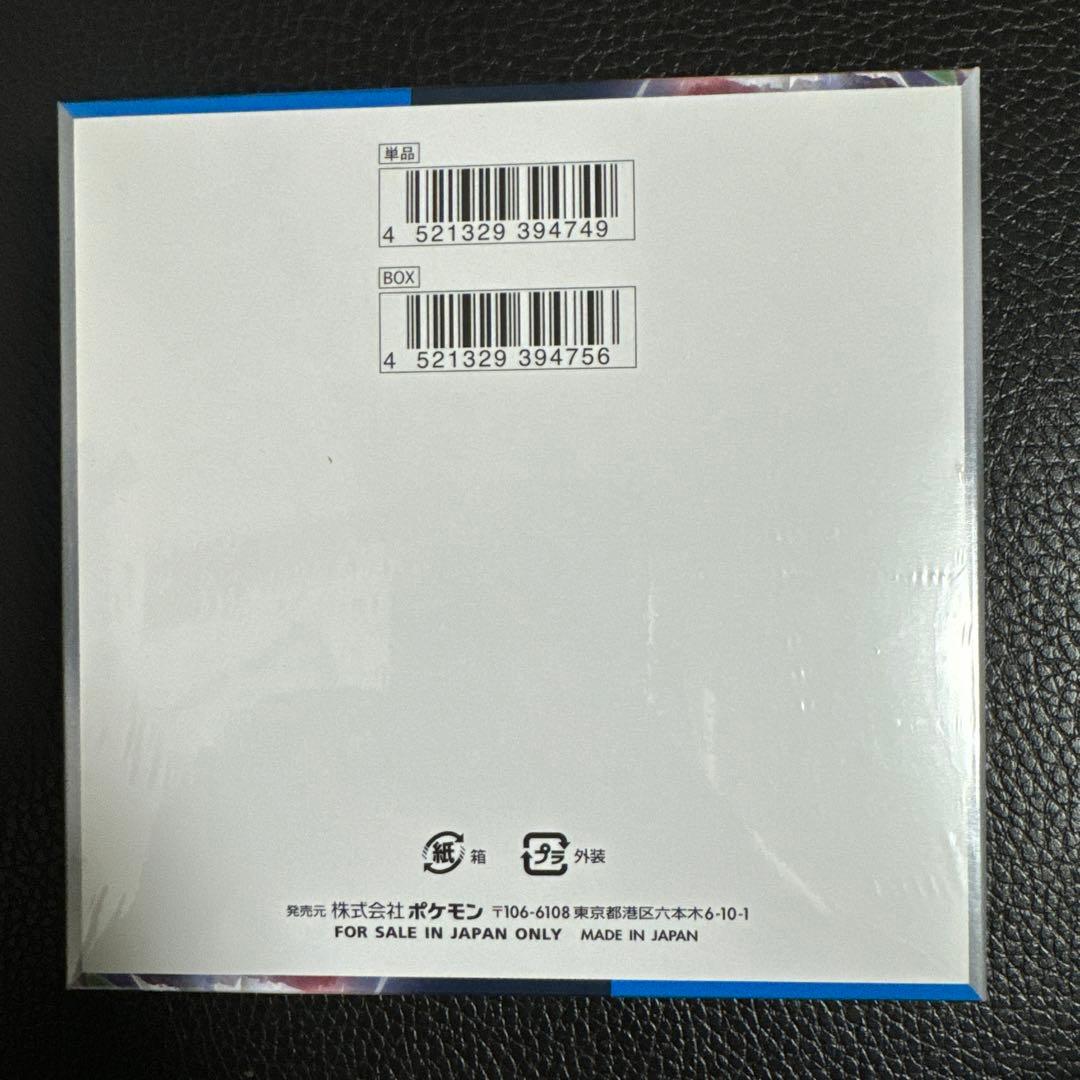 単品
4 521329 394749
BOX
4 521329 394756
紙 箱 プラ 外装
発売元 株式会社ポケモン 〒106-6108 東京都港区六本木6-10-1
FOR SALE IN JAPAN ONLY MADE IN JAPAN